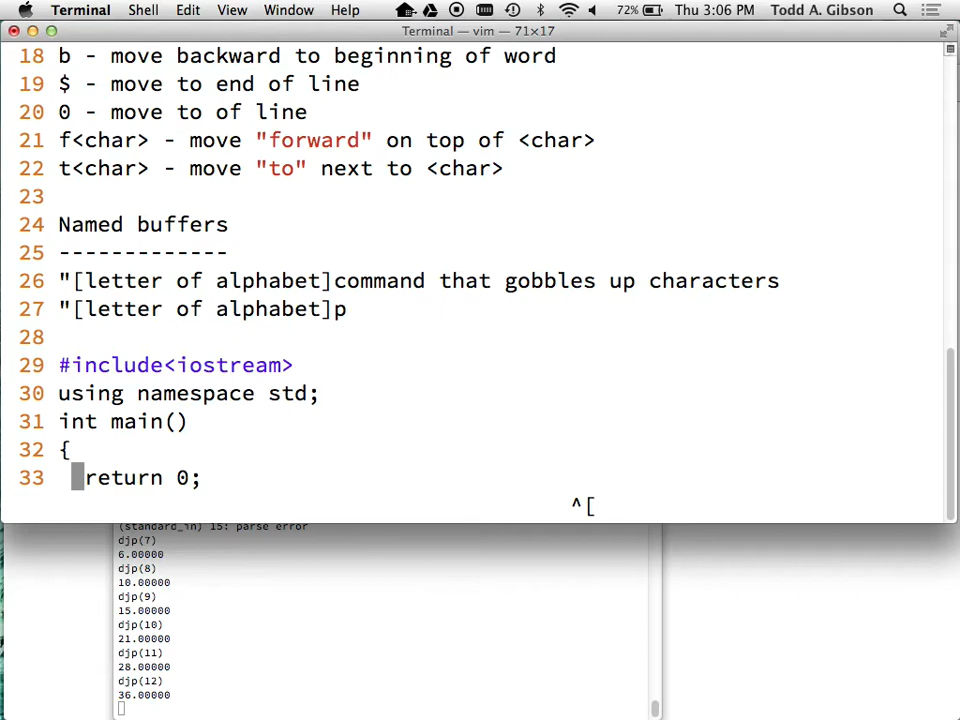 Terminal Shell Edit View Window Help 72% Thu 3:06 PM Todd A. Gibson
Terminal — vim — 71×17
18 b - move backward to beginning of word
19 $ - move to end of line
20 0 - move to of line
21 f<char> - move "forward" on top of <char>
22 t<char> - move "to" next to <char>
23
24 Named buffers
25 -------------
26 "[letter of alphabet]command that gobbles up characters
27 "[letter of alphabet]p
28
29 #include<iostream>
30 using namespace std;
31 int main()
32 {
33 return 0;
^[
(standard_in) 15: parse error
djp(7)
6.00000
djp(8)
10.00000
djp(9)
15.00000
djp(10)
21.00000
djp(11)
28.00000
djp(12)
36.00000